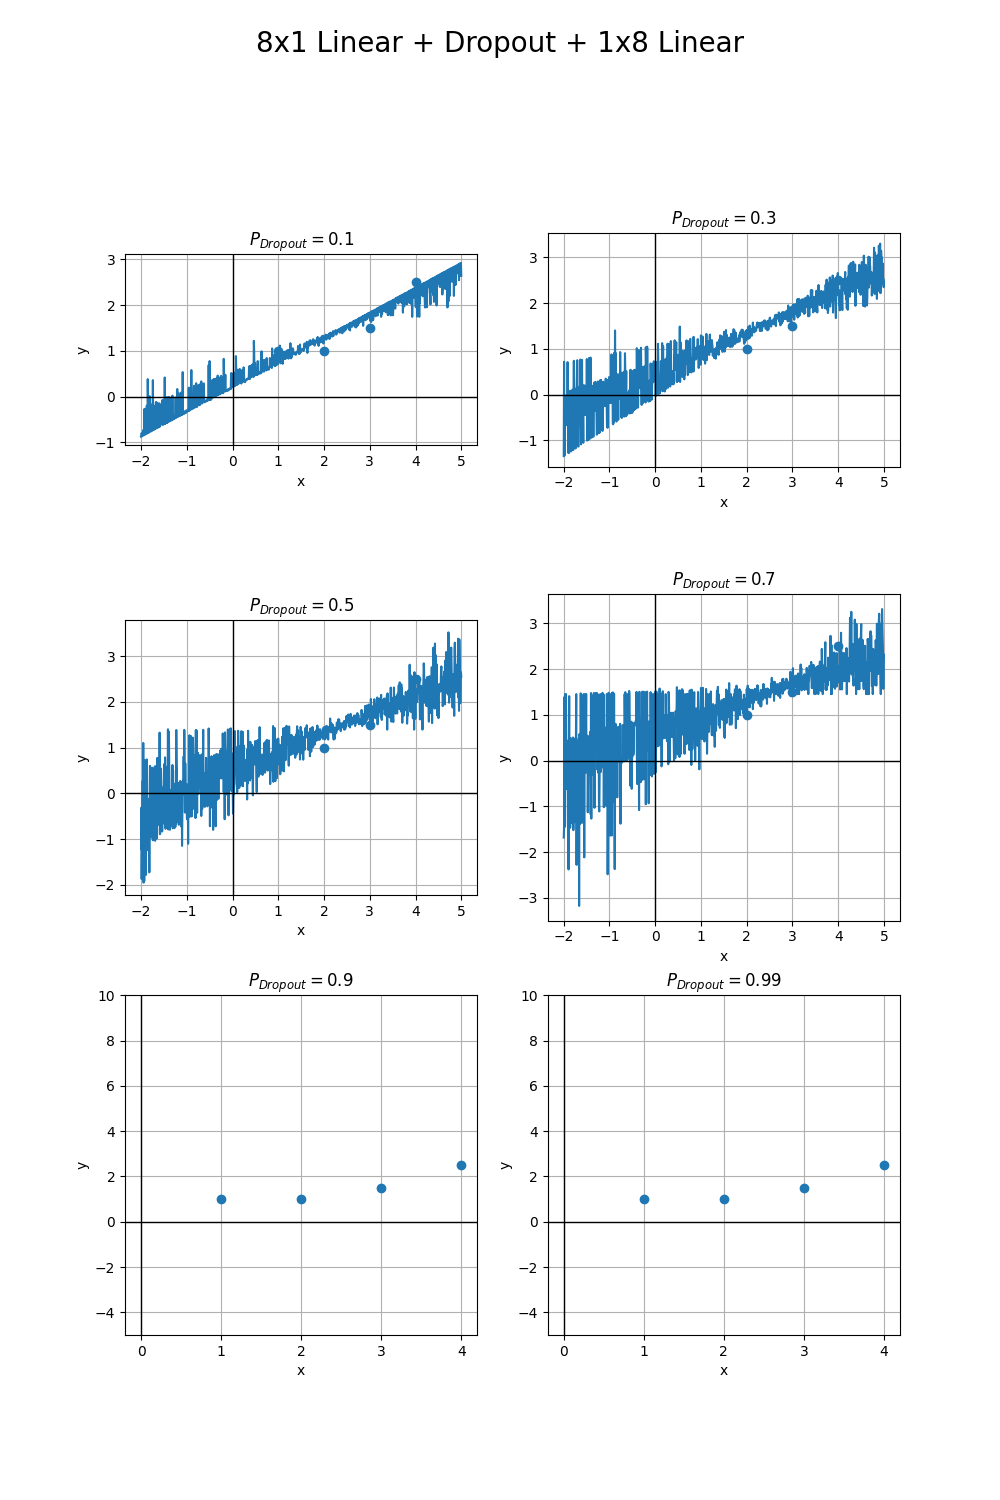 8x1 Linear + Dropout + 1x8 Linear
P_Dropout = 0.1
3
2
1
0
−1
y
−2 −1 0 1 2 3 4 5
x
P_Dropout = 0.3
3
2
1
0
−1
y
−2 −1 0 1 2 3 4 5
x
P_Dropout = 0.5
3
2
1
0
−1
−2
y
−2 −1 0 1 2 3 4 5
x
P_Dropout = 0.7
3
2
1
0
−1
−2
−3
y
−2 −1 0 1 2 3 4 5
x
P_Dropout = 0.9
10
8
6
4
2
0
−2
−4
y
0 1 2 3 4
x
P_Dropout = 0.99
10
8
6
4
2
0
−2
−4
y
0 1 2 3 4
x